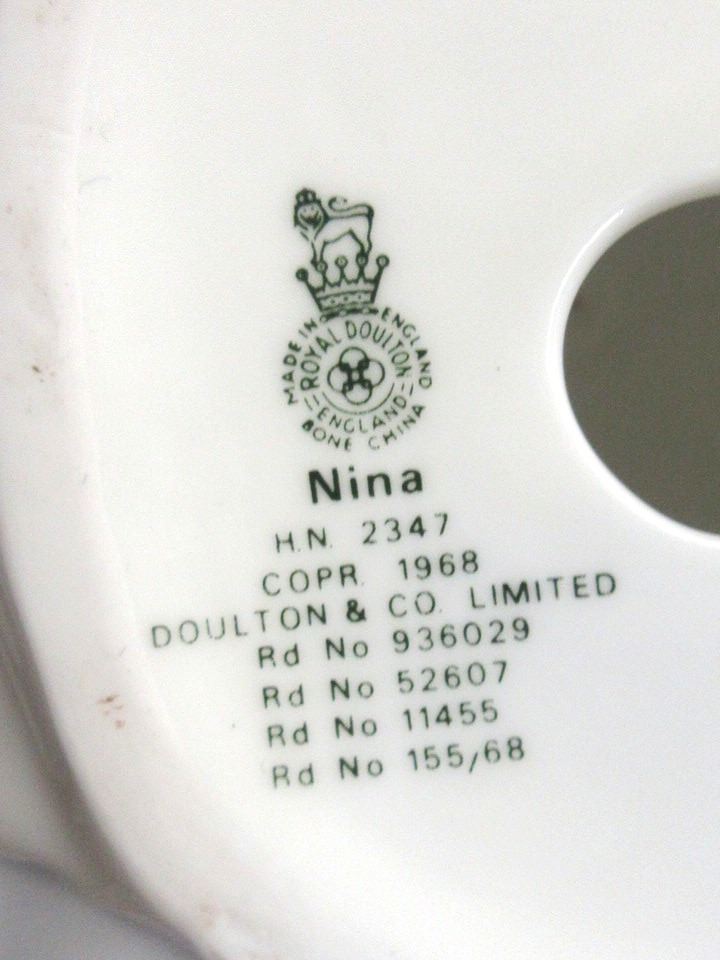 MADE IN ENGLAND
ROYAL DOULTON
ENGLAND
BONE CHINA
Nina
H.N. 2347
COPR. 1968
DOULTON & CO. LIMITED
Rd No 936029
Rd No 52607
Rd No 11455
Rd No 155/68